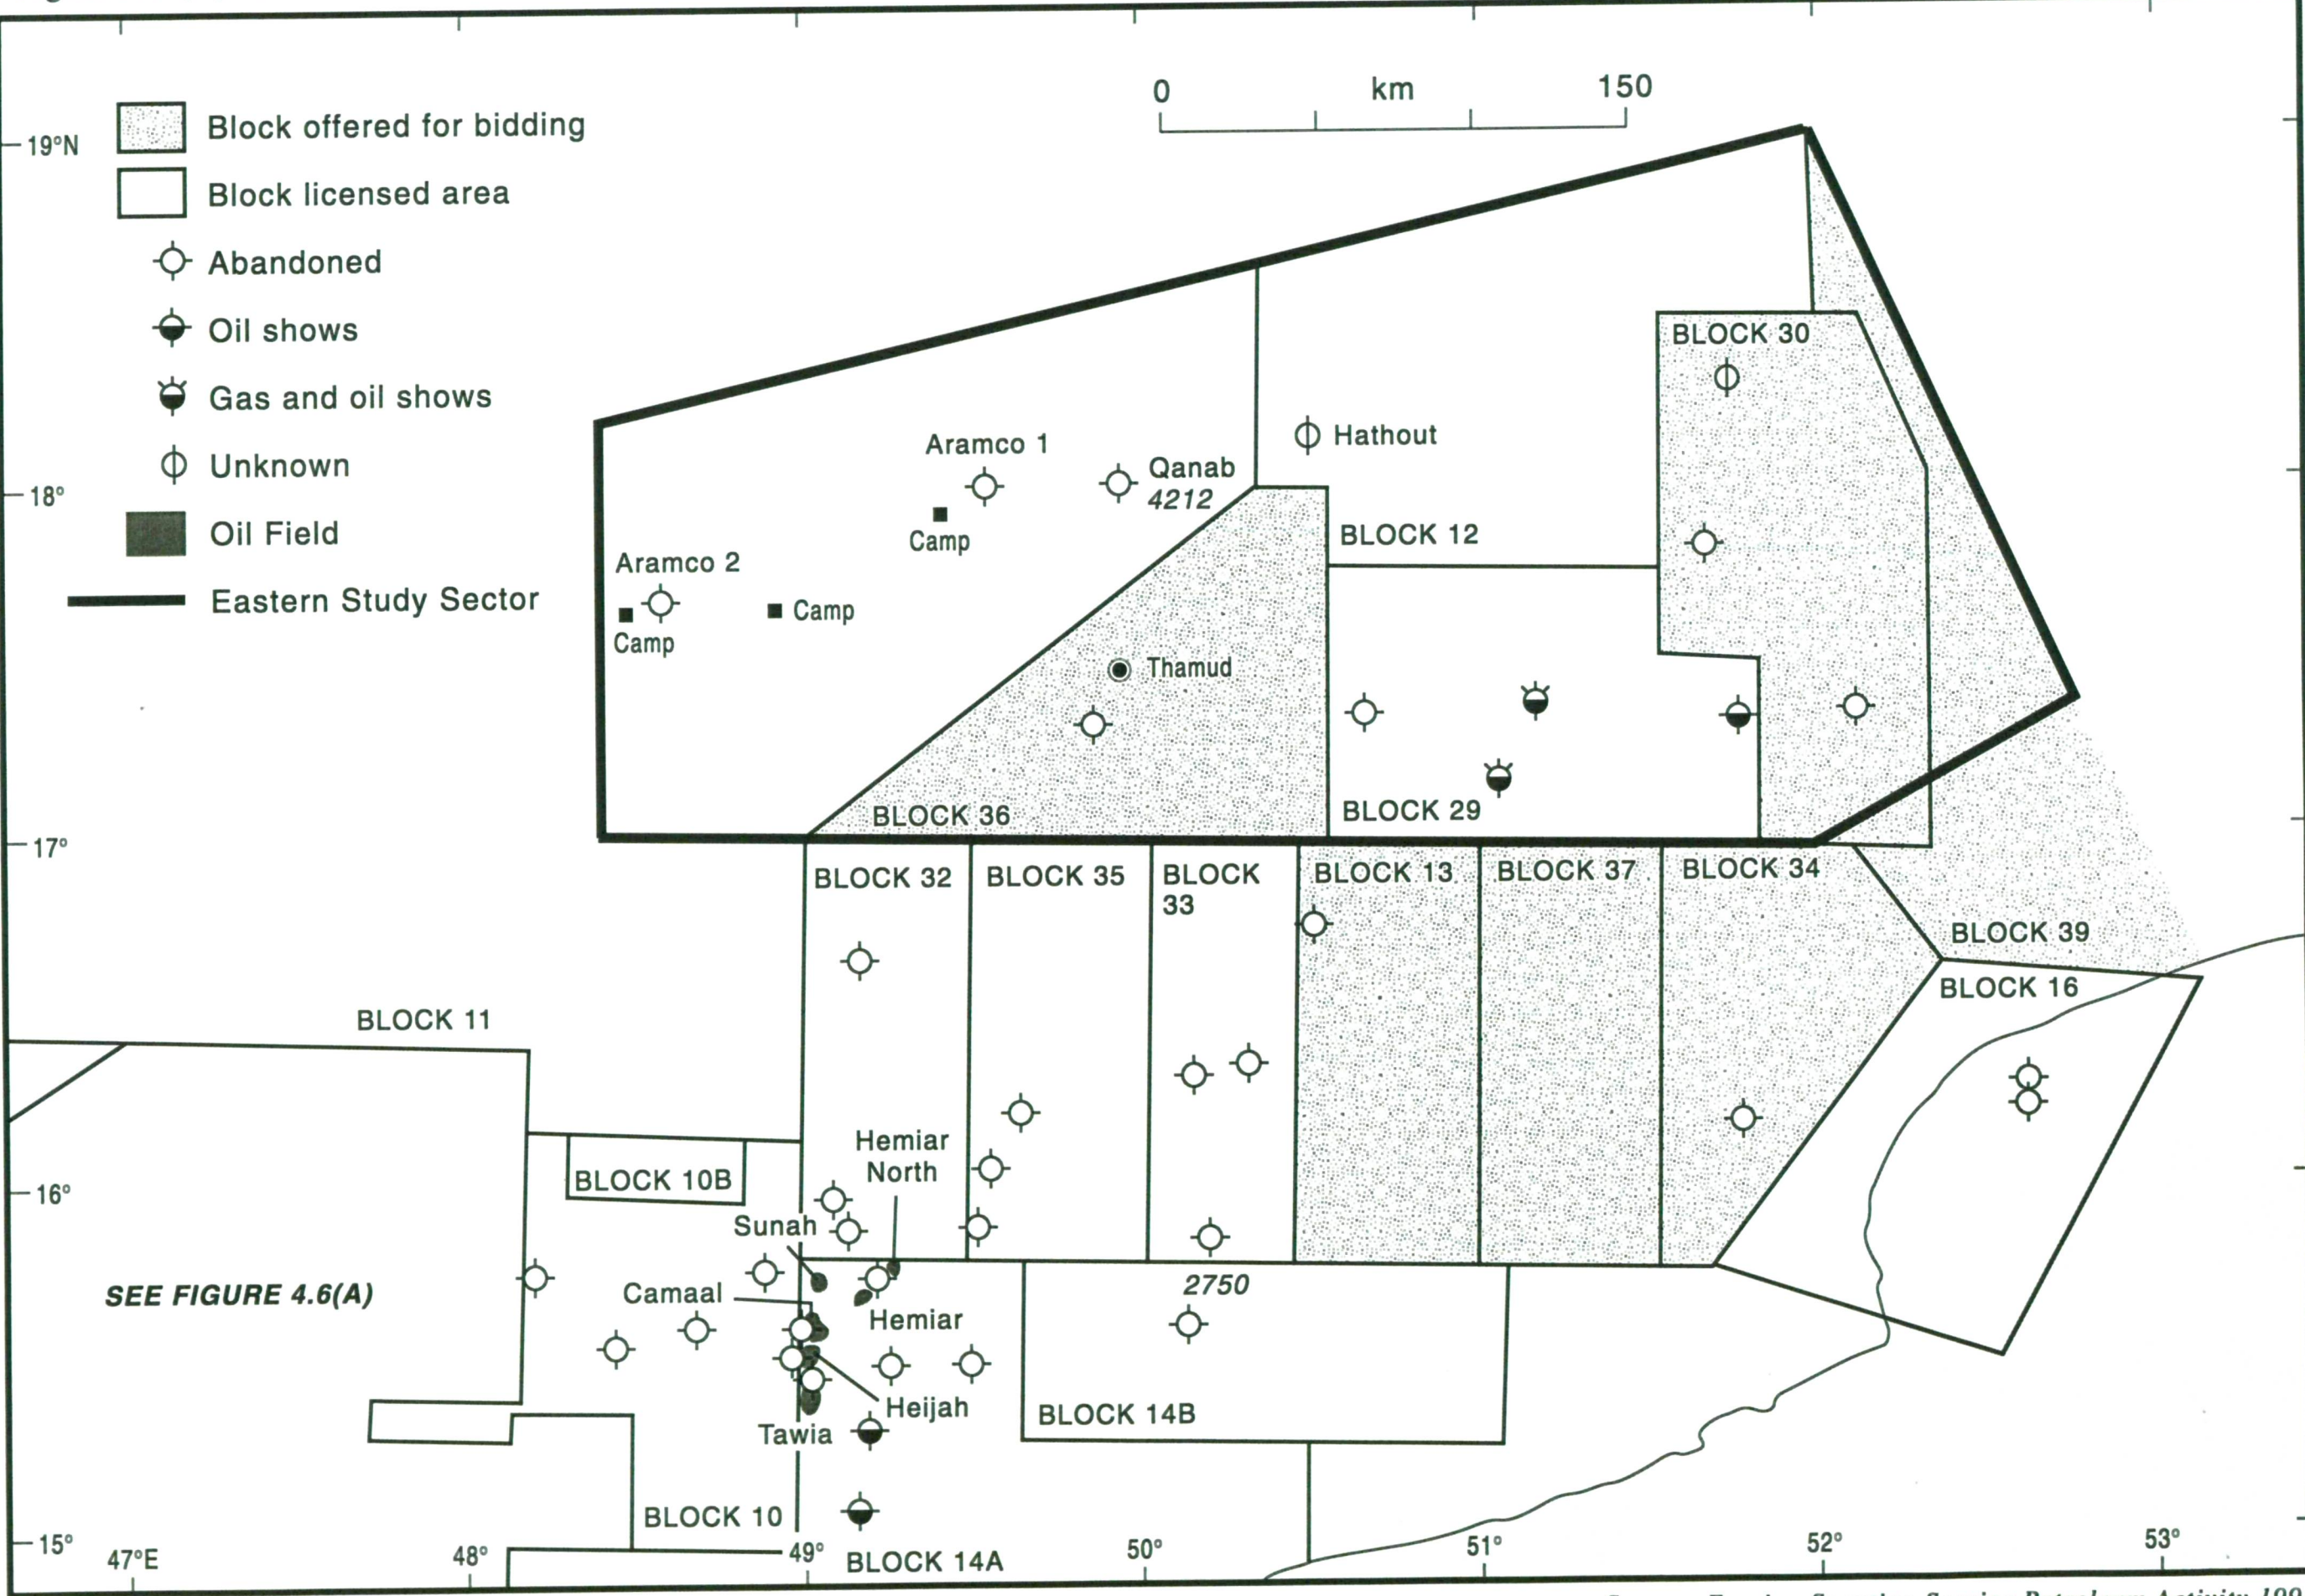 0 km 150
19°N
Block offered for bidding
Block licensed area
Abandoned
Oil shows
Gas and oil shows
Unknown
Oil Field
Eastern Study Sector
BLOCK 30
Hathout
Aramco 1
Qanab
4212
18°
Camp
BLOCK 12
Aramco 2
Camp
Camp
Thamud
BLOCK 36
BLOCK 29
17°
BLOCK 32
BLOCK 35
BLOCK
33
BLOCK 13
BLOCK 37
BLOCK 34
BLOCK 39
BLOCK 16
BLOCK 11
Hemiar
North
BLOCK 10B
16°
Sunah
SEE FIGURE 4.6(A)
Camaal
2750
Hemiar
Heijah
BLOCK 14B
Tawia
BLOCK 10
BLOCK 14A
15°
47°E
48°
49°
50°
51°
52°
53°